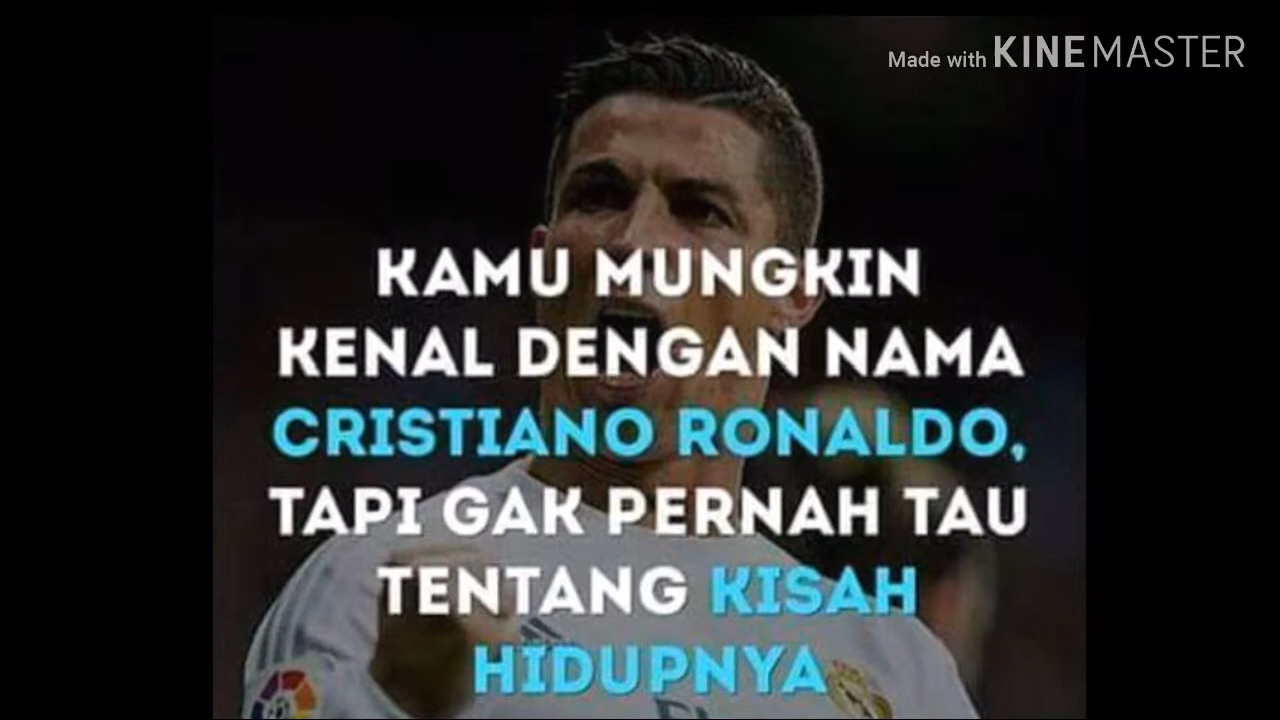 Made with KINEMASTER
KAMU MUNGKIN
KENAL DENGAN NAMA
CRISTIANO RONALDO,
TAPI GAK PERNAH TAU
TENTANG KISAH
HIDUPNYA